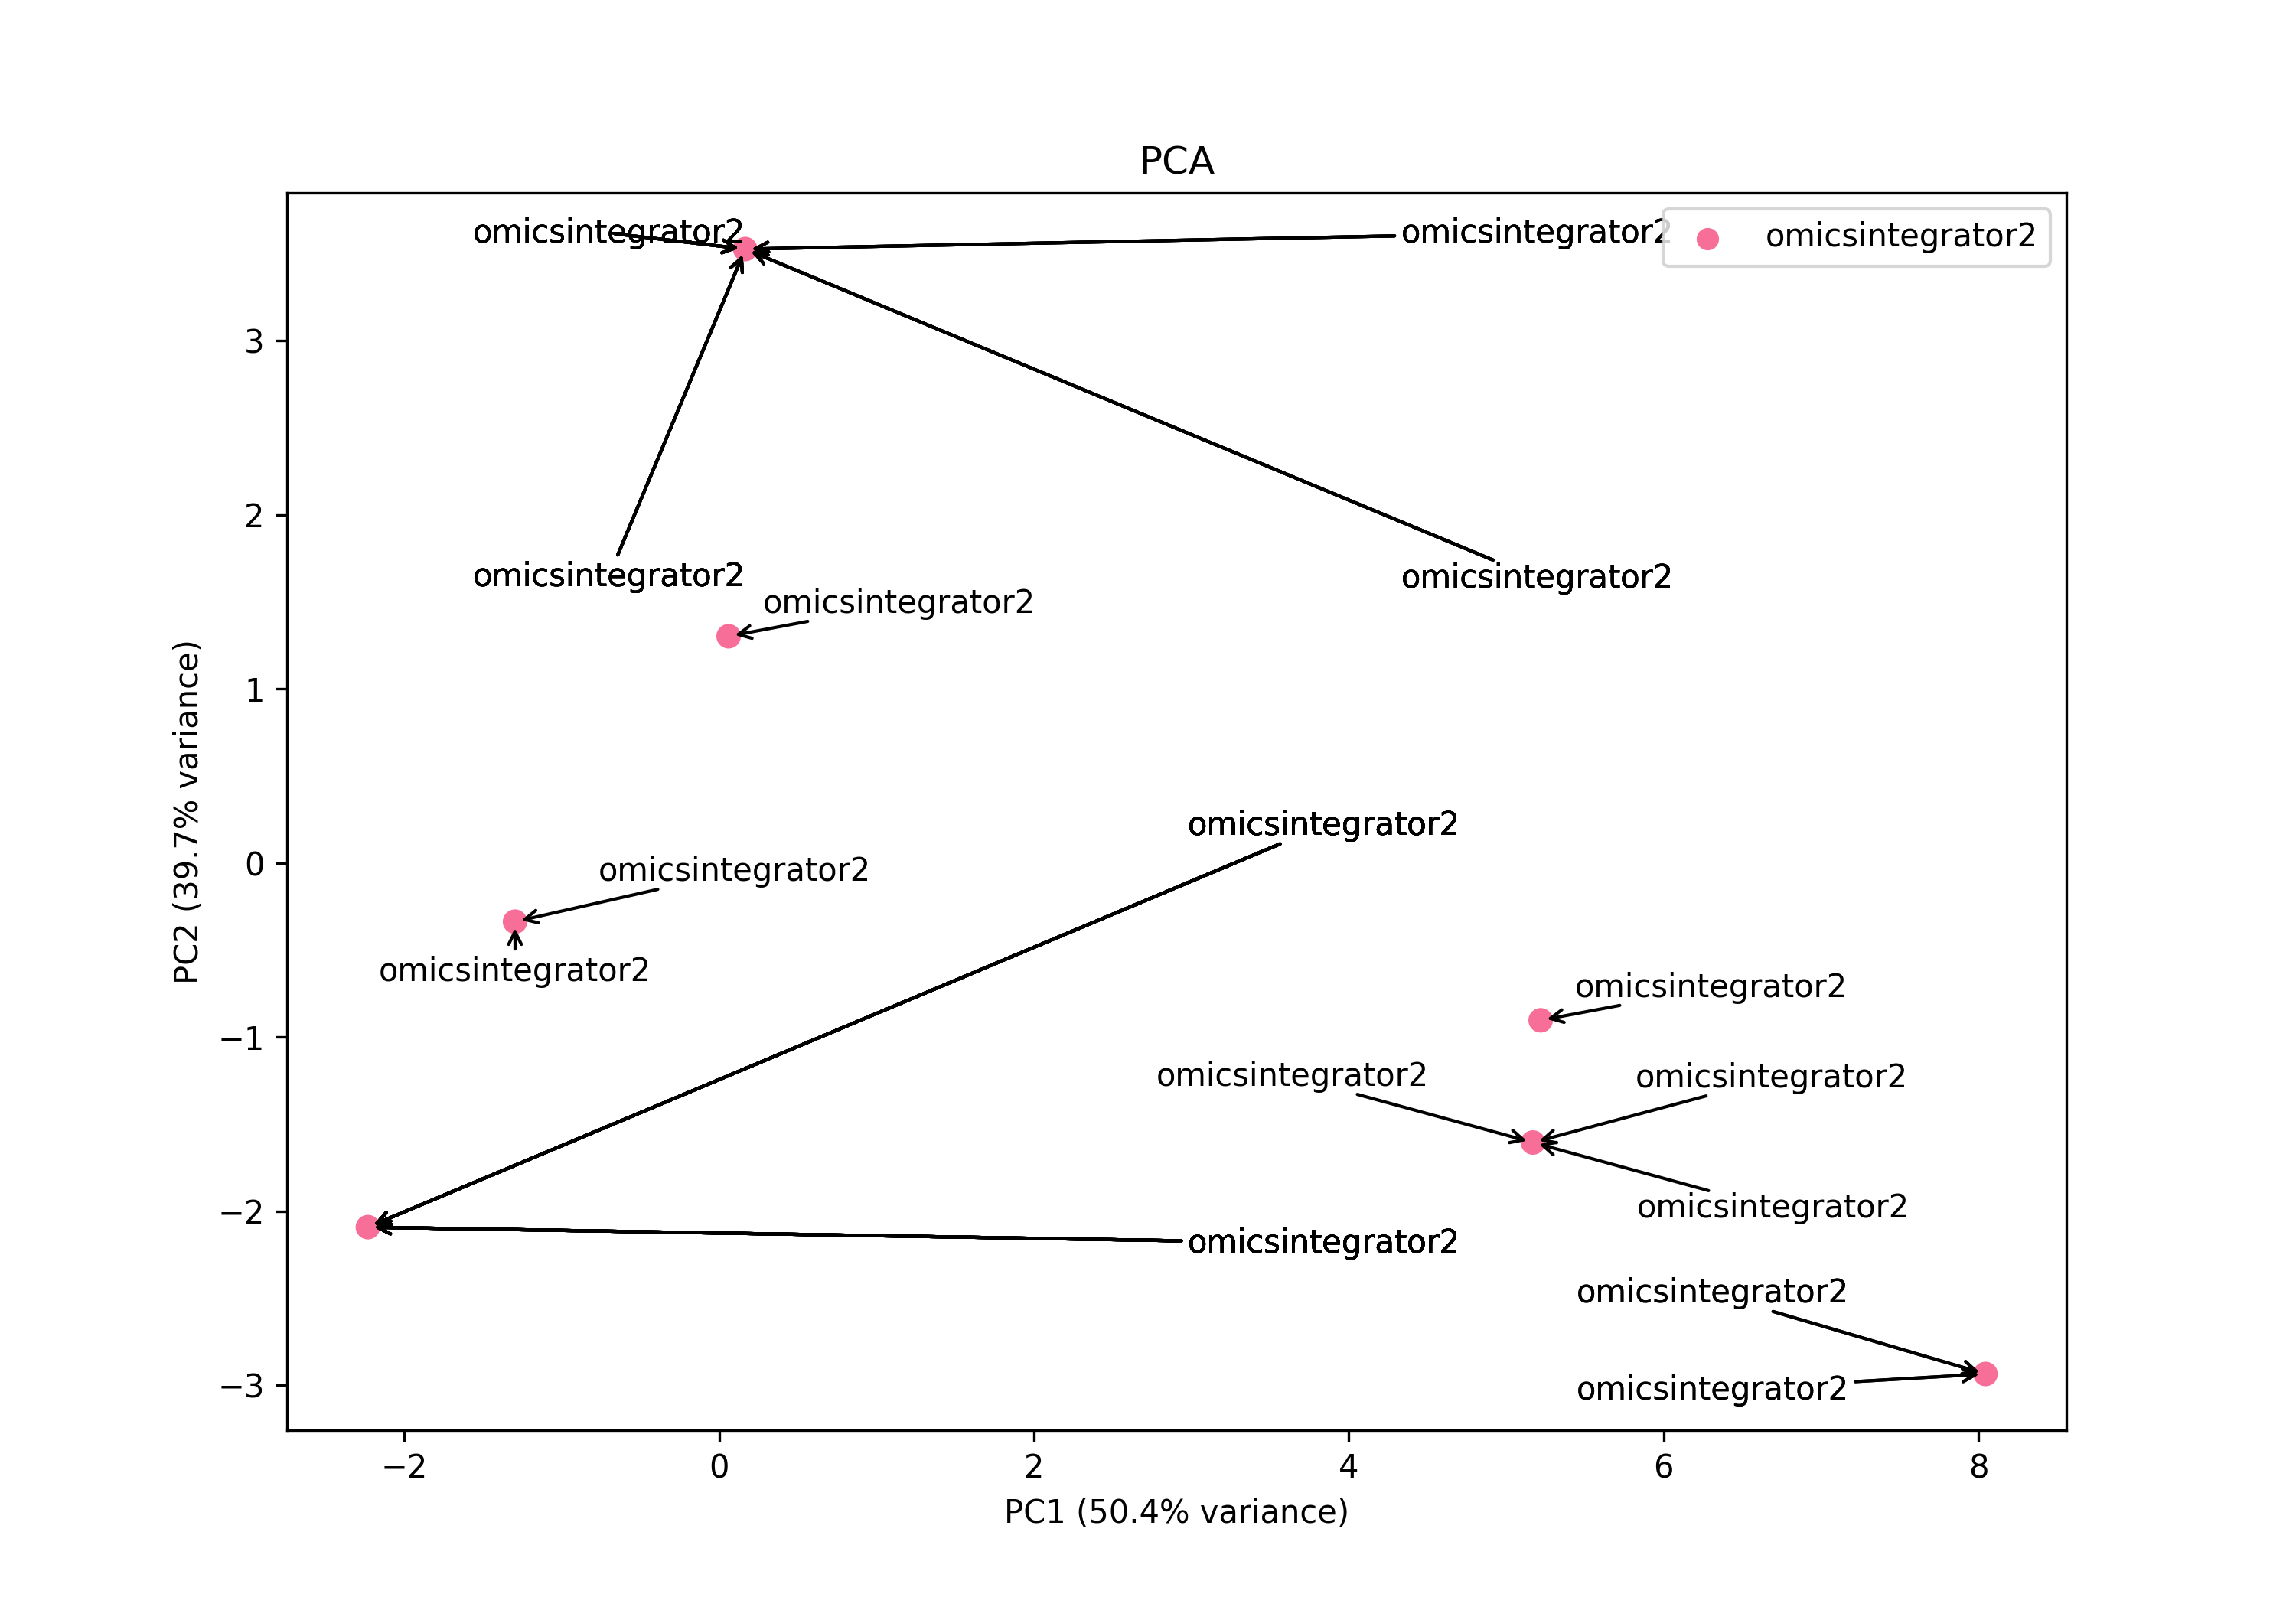 PCA
omicsintegrator2
omicsintegrator2
omicsintegrator2
3
2
omicsintegrator2
omicsintegrator2
omicsintegrator2
1
PC2 (39.7% variance)
omicsintegrator2
0
omicsintegrator2
omicsintegrator2
omicsintegrator2
−1
omicsintegrator2
omicsintegrator2
−2
omicsintegrator2
omicsintegrator2
omicsintegrator2
−3
omicsintegrator2
−2
0
2
4
6
8
PC1 (50.4% variance)